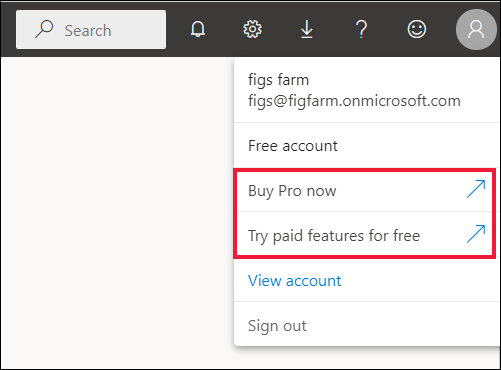 Search
?
figs farm
figs@figfarm.onmicrosoft.com
Free account
Buy Pro now
Try paid features for free
View account
Sign out